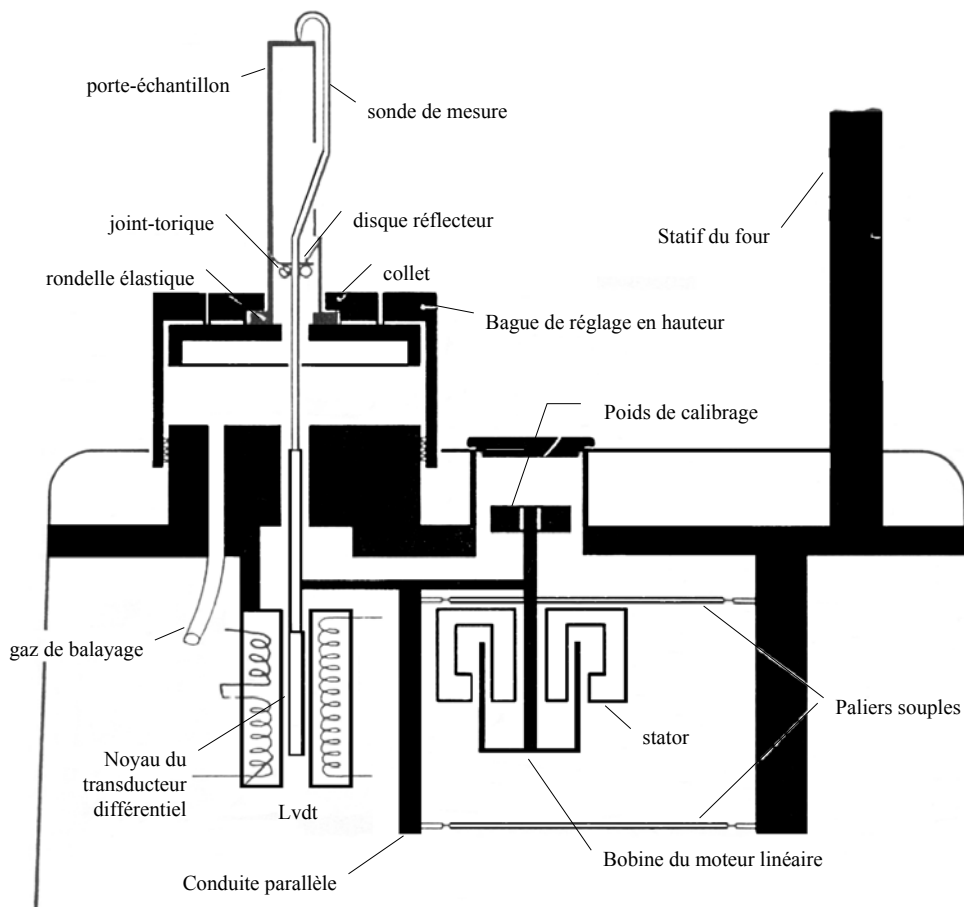 porte-échantillon
sonde de mesure
joint-torique
disque réflecteur
Statif du four
rondelle élastique
collet
Bague de réglage en hauteur
Poids de calibrage
gaz de balayage
Paliers souples
stator
Noyau du
transducteur
différentiel
Lvdt
Bobine du moteur linéaire
Conduite parallèle